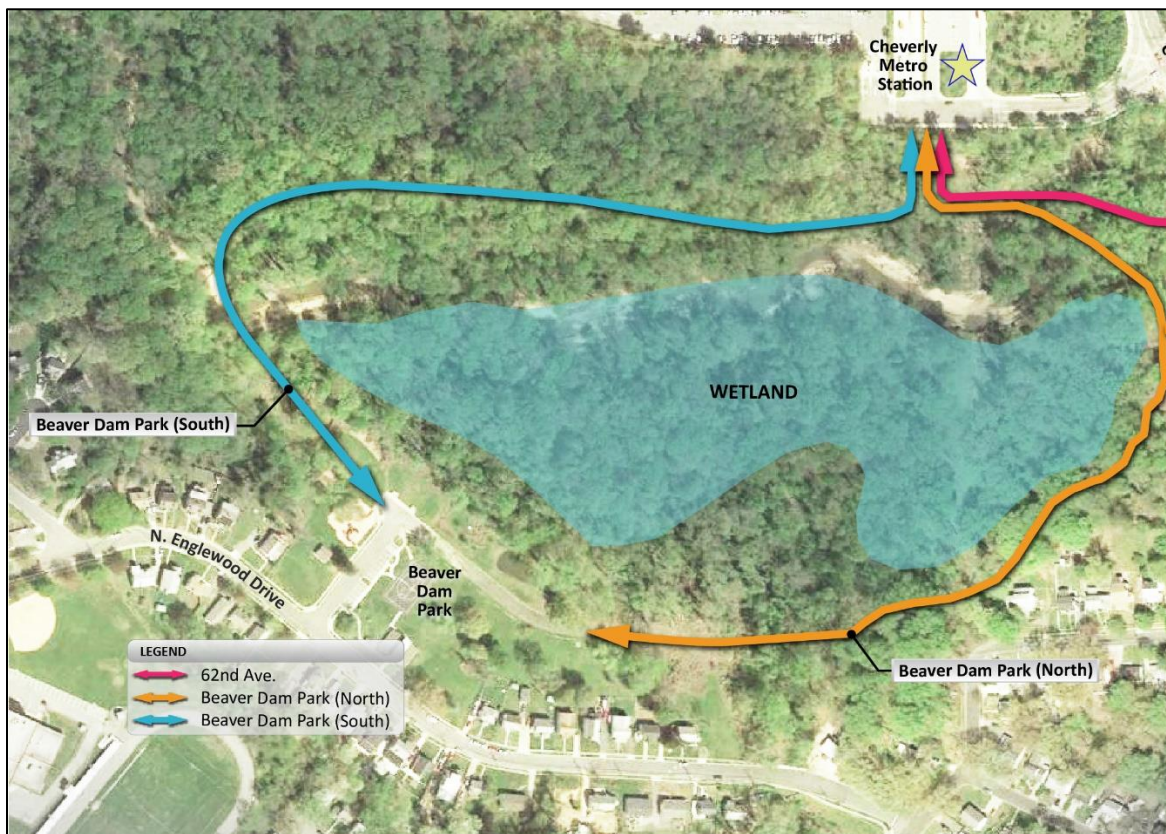 Cheverly
Metro
Station
WETLAND
Beaver Dam Park (South)
N. Englewood Drive
Beaver
Dam
Park
Beaver Dam Park (North)
LEGEND
62nd Ave.
Beaver Dam Park (North)
Beaver Dam Park (South)